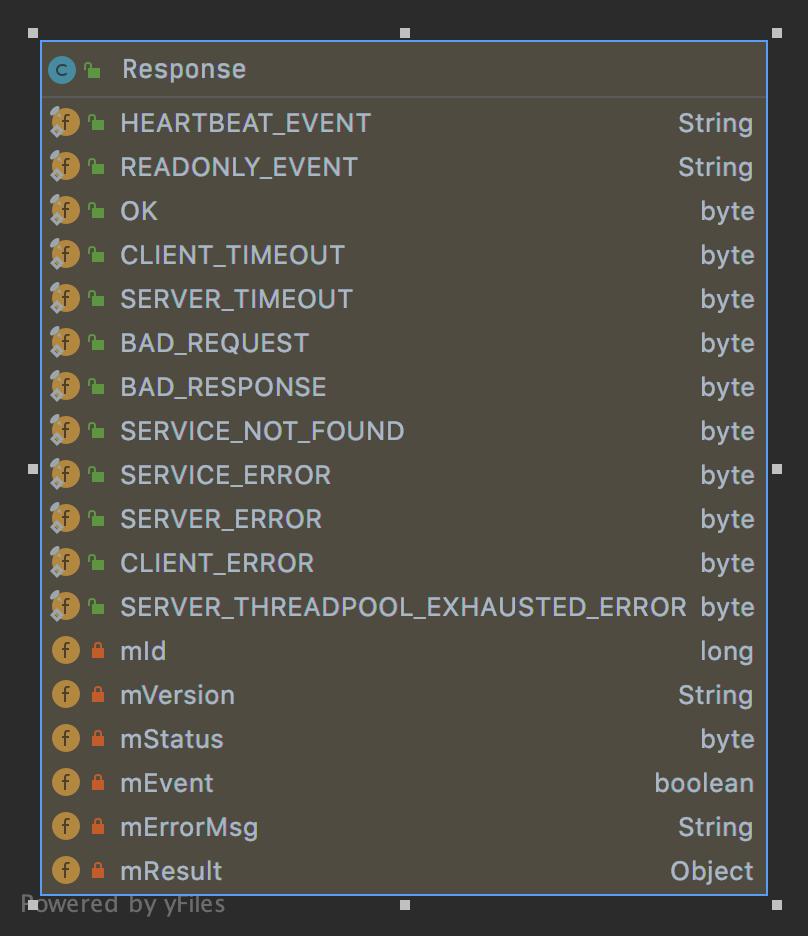 C Response
f HEARTBEAT_EVENT String
f READONLY_EVENT String
f OK byte
f CLIENT_TIMEOUT byte
f SERVER_TIMEOUT byte
f BAD_REQUEST byte
f BAD_RESPONSE byte
f SERVICE_NOT_FOUND byte
f SERVICE_ERROR byte
f SERVER_ERROR byte
f CLIENT_ERROR byte
f SERVER_THREADPOOL_EXHAUSTED_ERROR byte
f mId long
f mVersion String
f mStatus byte
f mEvent boolean
f mErrorMsg String
f mResult Object
Powered by yFiles